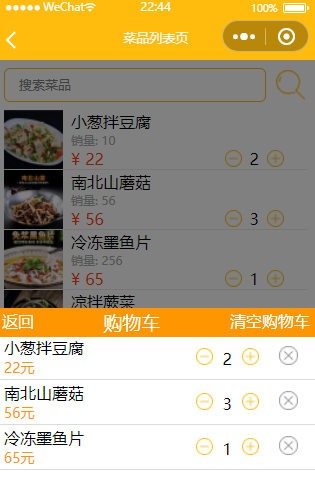 WeChat 22:44 100%
菜品列表页
搜索菜品
小葱拌豆腐
销量: 10
¥ 22 2
南北山蘑菇
销量: 56
¥ 56 3
冷冻墨鱼片
销量: 256
¥ 65 1
凉拌蕨菜
返回 购物车 清空购物车
小葱拌豆腐
22元 2
南北山蘑菇
56元 3
冷冻墨鱼片
65元 1